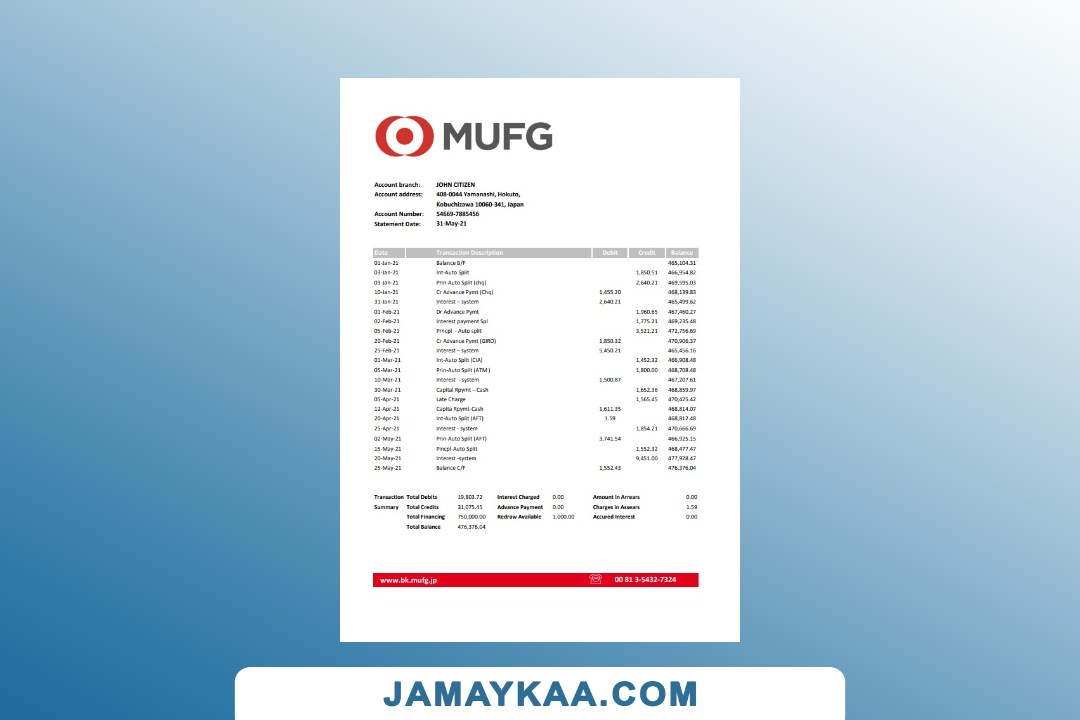 MUFG
Account branch: JOHN CITIZEN
Account address: 408-0044 Yamanashi, Hokuto,
Kobuchizawa 10060-341, Japan
Account Number: 54669-7885456
Statement Date: 31-May-21
Date Transaction Description Debit Credit Balance
01-Jan-21 Balance B/F 465,104.31
03-Jan-21 Int-Auto Split 1,850.51 466,954.82
03-Jan-21 Prin-Auto Split (chq) 2,640.21 469,595.03
10-Jan-21 Cr Advance Pymt (Chq) 1,455.20 468,139.83
31-Jan-21 Interest – system 2,640.21 465,499.62
01-Feb-21 Dr Advance Pymt 1,960.65 467,460.27
02-Feb-21 Interest payment Spl 1,775.21 469,235.48
05-Feb-21 Prncpl - Auto split 3,521.21 472,756.69
20-Feb-21 Cr Advance Pymt (GIRO) 1,850.32 470,906.37
25-Feb-21 Interest – system 5,450.21 465,456.16
01-Mar-21 Int-Auto Split (CIA) 1,452.32 466,908.48
05-Mar-21 Prin-Auto Split (ATM ) 1,800.00 468,708.48
10-Mar-21 Interest - system 1,500.87 467,207.61
30-Mar-21 Capital Rpymt – Cash 1,652.36 468,859.97
05-Apr-21 Late Charge 1,565.45 470,425.42
12-Apr-21 Capita Rpymt-Cash 1,611.35 468,814.07
20-Apr-21 Int-Auto Split (AFT) 1.59 468,812.48
25-Apr-21 Interest - system 1,854.21 470,666.69
02-May-21 Prin-Auto Split (AFT) 3,741.54 466,925.15
15-May-21 Pincpl-Auto Split 1,552.32 468,477.47
20-May-21 Interest -system 9,451.00 477,928.47
25-May-21 Balance C/F 1,552.43 476,376.04
Transaction Total Debits 19,803.72 Interest Charged 0.00 Amount in Arrears 0.00
Summary Total Credits 31,075.45 Advance Payment 0.00 Charges in Assears 1.59
Total Financing 750,000.00 Redraw Available 1,000.00 Accured Interest 0.00
Total Balance 476,376.04
www.bk.mufg.jp 00 81 3-5432-7324
JAMAYKAA.COM